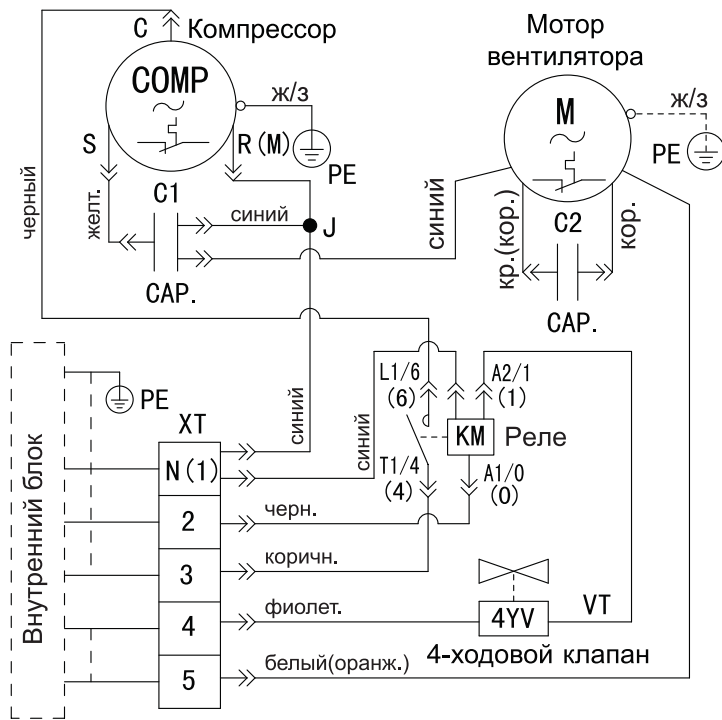 C Компрессор
Мотор
вентилятора
COMP
ж/з
M
ж/з
S
R(M)
PE
PE
черный
желт.
C1
синий
J
синий
кр.(кор.)
C2
кор.
CAP.
CAP.
L1/6
(6)
A2/1
(1)
PE
XT
синий
синий
KM Реле
Внутренний блок
N(1)
T1/4
(4)
A1/0
(0)
2
черн.
3
коричн.
4
фиолет.
4YV
VT
4-ходовой клапан
5
белый(оранж.)